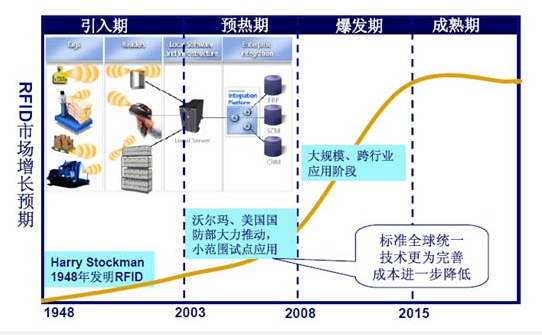 引入期
预热期
爆发期
成熟期
Tags
Readers
Local Software
and Infrastructure
Enterprise
Integration
Integration
Platform
ERP
SCM
CRM
Local Server
RFID市场增长预期
大规模、跨行业
应用阶段
沃尔玛、美国国
防部大力推动,
小范围试点应用
标准全球统一
技术更为完善
成本进一步降低
Harry Stockman
1948年发明RFID
1948
2003
2008
2015